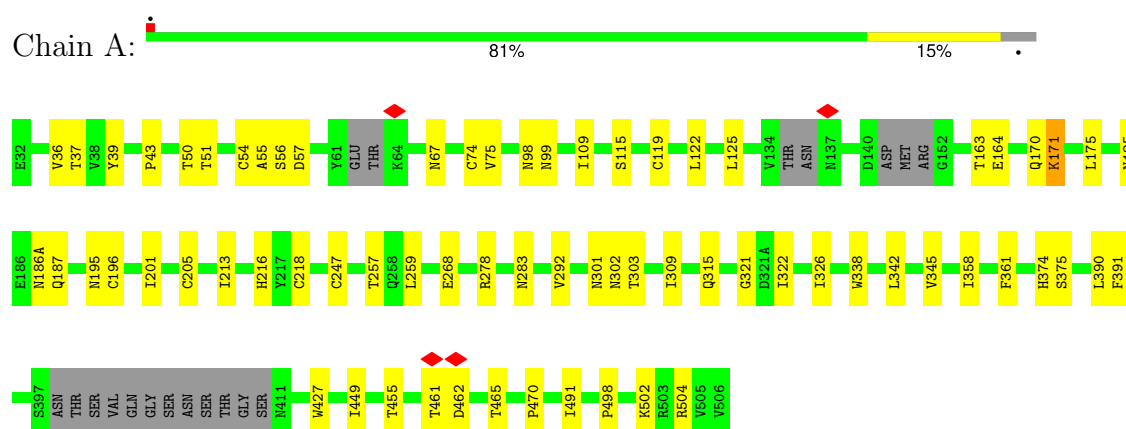 Chain A:
81% 15%
E32 V36 T37 V38 Y39 P43 T50 T51 C54 A55 S56 D57 Y61 GLU THR K64 N67 C74 V75 N98 N99 I109 S115 C119 L122 L125 V134 THR ASN N137 D140 ASP MET ARG G152 T163 E164 Q170 K171 L175
E186 N186A Q187 N195 C196 I201 C205 I213 H216 Y217 C218 C247 T257 Q258 L259 E268 R278 N283 V292 N301 N302 T303 I309 Q315 G321 D321A I322 I326 W338 L342 V345 I358 F361 H374 S375 L390 F391
S397 ASN THR SER VAL GLN GLY SER ASN SER THR GLY SER N411 W427 I449 T455 T461 D462 T465 P470 I491 P498 K502 R503 R504 V505 V506